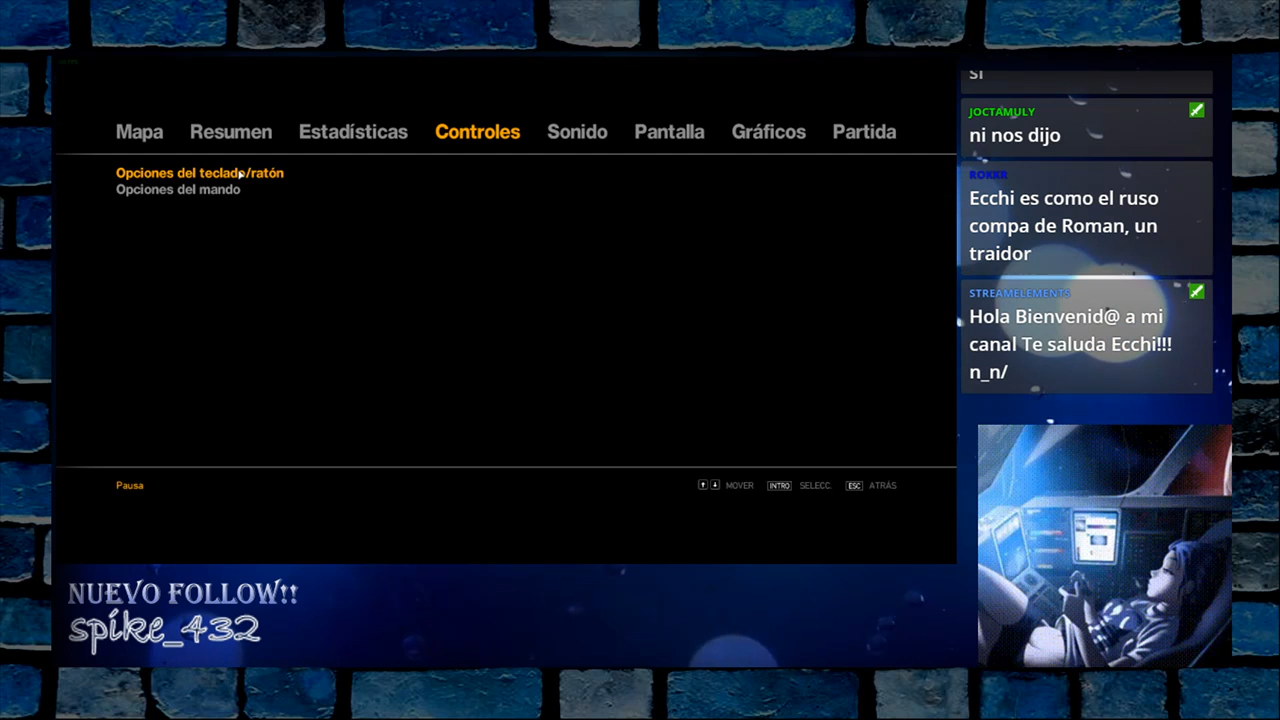 Mapa Resumen Estadísticas Controles Sonido Pantalla Gráficos Partida
Opciones del teclado/ratón
Opciones del mando
Pausa
MOVER INTRO SELECC. ESC ATRÁS
SI
JOCTAMULY
ni nos dijo
ROKKR
Ecchi es como el ruso
compa de Roman, un
traidor
STREAMELEMENTS
Hola Bienvenid@ a mi
canal Te saluda Ecchi!!!
n_n/
NUEVO FOLLOW!!
spike_432